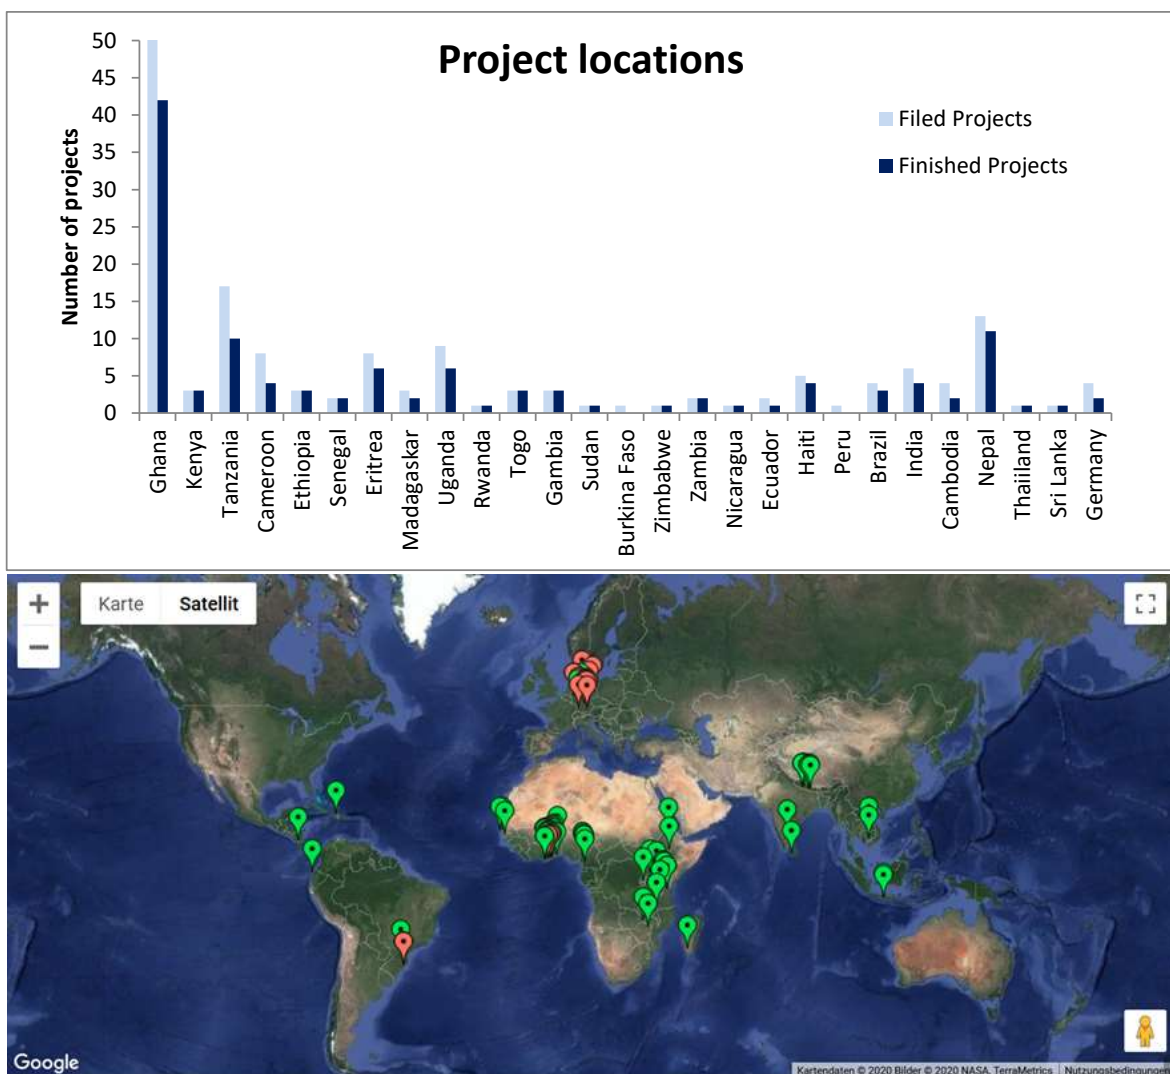 Project locations
Number of projects
50
45
40
35
30
25
20
15
10
5
0
Filed Projects
Finished Projects
Ghana
Kenya
Tanzania
Cameroon
Ethiopia
Senegal
Eritrea
Madagaskar
Uganda
Rwanda
Togo
Gambia
Sudan
Burkina Faso
Zimbabwe
Zambia
Nicaragua
Ecuador
Haiti
Peru
Brazil
India
Cambodia
Nepal
Thailand
Sri Lanka
Germany
+
Karte
Satellit
−
Google
Kartendaten © 2020 Bilder © 2020 NASA, TerraMetrics
Nutzungsbedingungen